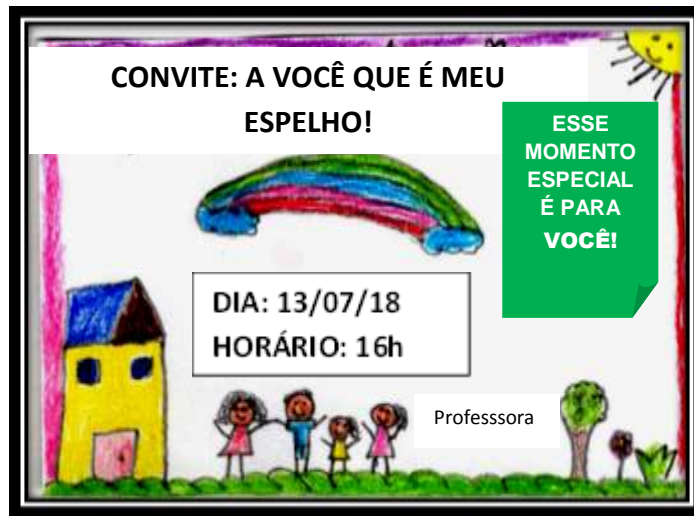 CONVITE: A VOCÊ QUE É MEU
ESPELHO!
ESSE
MOMENTO
ESPECIAL
É PARA
VOCÊ!
DIA: 13/07/18
HORÁRIO: 16h
Professsora